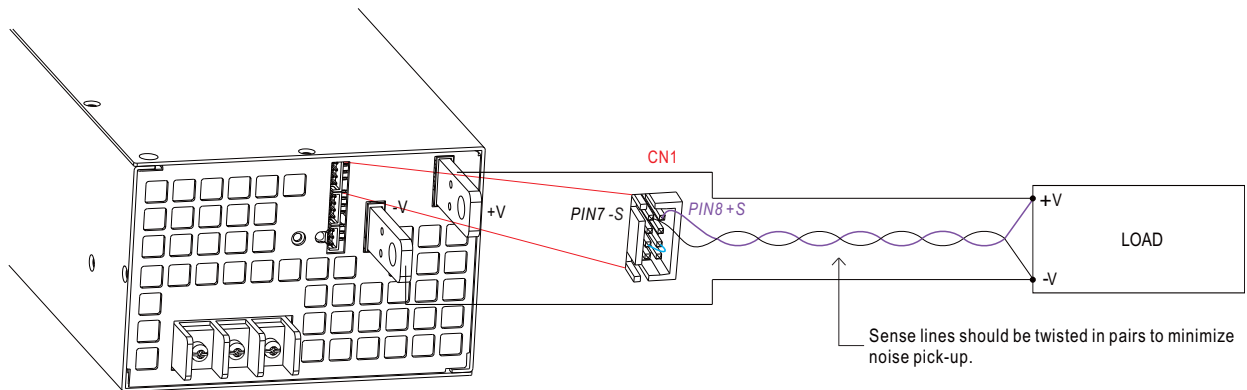 CN1
-V
+V
PIN7 -S
PIN8 +S
+V
LOAD
-V
Sense lines should be twisted in pairs to minimize
noise pick-up.